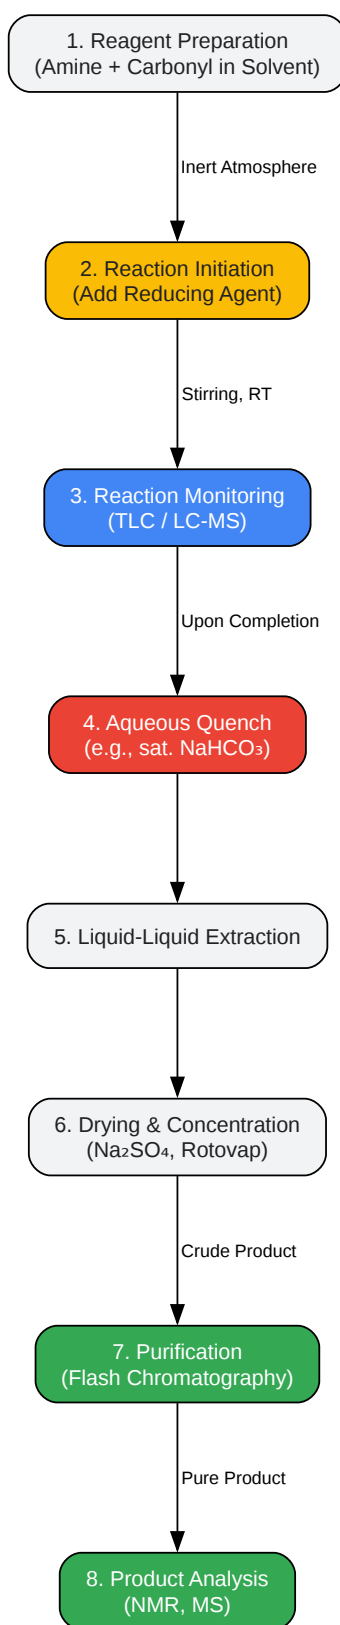 1. Reagent Preparation
(Amine + Carbonyl in Solvent)
Inert Atmosphere
2. Reaction Initiation
(Add Reducing Agent)
Stirring, RT
3. Reaction Monitoring
(TLC / LC-MS)
Upon Completion
4. Aqueous Quench
(e.g., sat. NaHCO₃)
5. Liquid-Liquid Extraction
6. Drying & Concentration
(Na₂SO₄, Rotovap)
Crude Product
7. Purification
(Flash Chromatography)
Pure Product
8. Product Analysis
(NMR, MS)